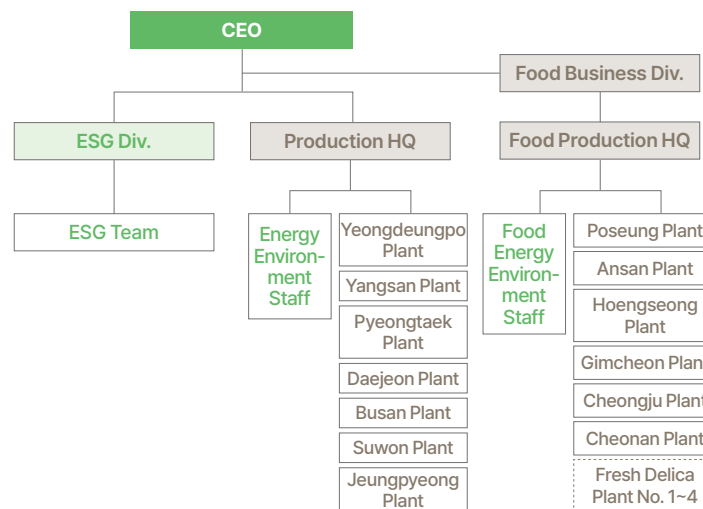 CEO
Food Business Div.
ESG Div.
Production HQ
Food Production HQ
ESG Team
Energy
Environ-
ment
Staff
Yeongdeungpo
Plant
Yangsan Plant
Pyeongtaek
Plant
Daejeon Plant
Busan Plant
Suwon Plant
Jeungpyeong
Plant
Food
Energy
Environ-
ment
Staff
Poseung Plant
Ansan Plant
Hoengseong
Plant
Gimcheon Plant
Cheongju Plant
Cheonan Plant
Fresh Delica
Plant No. 1~4